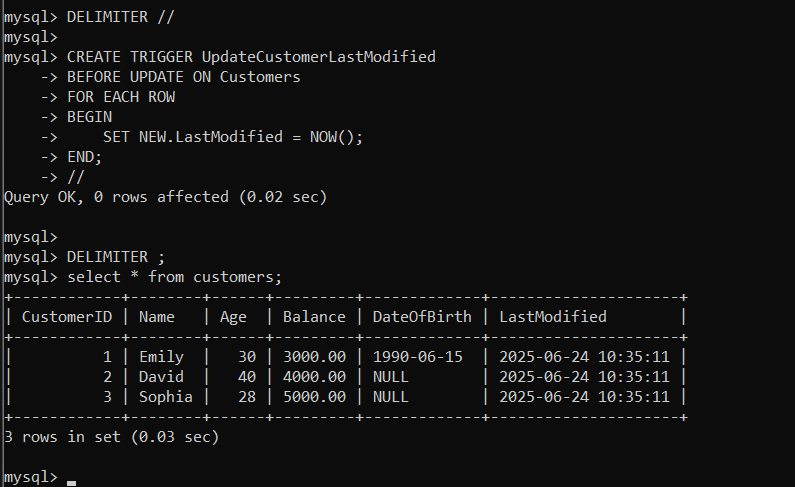 mysql> DELIMITER //
mysql>
mysql> CREATE TRIGGER UpdateCustomerLastModified
    -> BEFORE UPDATE ON Customers
    -> FOR EACH ROW
    -> BEGIN
    ->     SET NEW.LastModified = NOW();
    -> END;
    -> //
Query OK, 0 rows affected (0.02 sec)

mysql>
mysql> DELIMITER ;
mysql> select * from customers;
+------------+--------+------+---------+-------------+---------------------+
| CustomerID | Name   | Age  | Balance | DateOfBirth | LastModified        |
+------------+--------+------+---------+-------------+---------------------+
|          1 | Emily  |   30 | 3000.00 | 1990-06-15  | 2025-06-24 10:35:11 |
|          2 | David  |   40 | 4000.00 | NULL        | 2025-06-24 10:35:11 |
|          3 | Sophia |   28 | 5000.00 | NULL        | 2025-06-24 10:35:11 |
+------------+--------+------+---------+-------------+---------------------+
3 rows in set (0.03 sec)

mysql> _